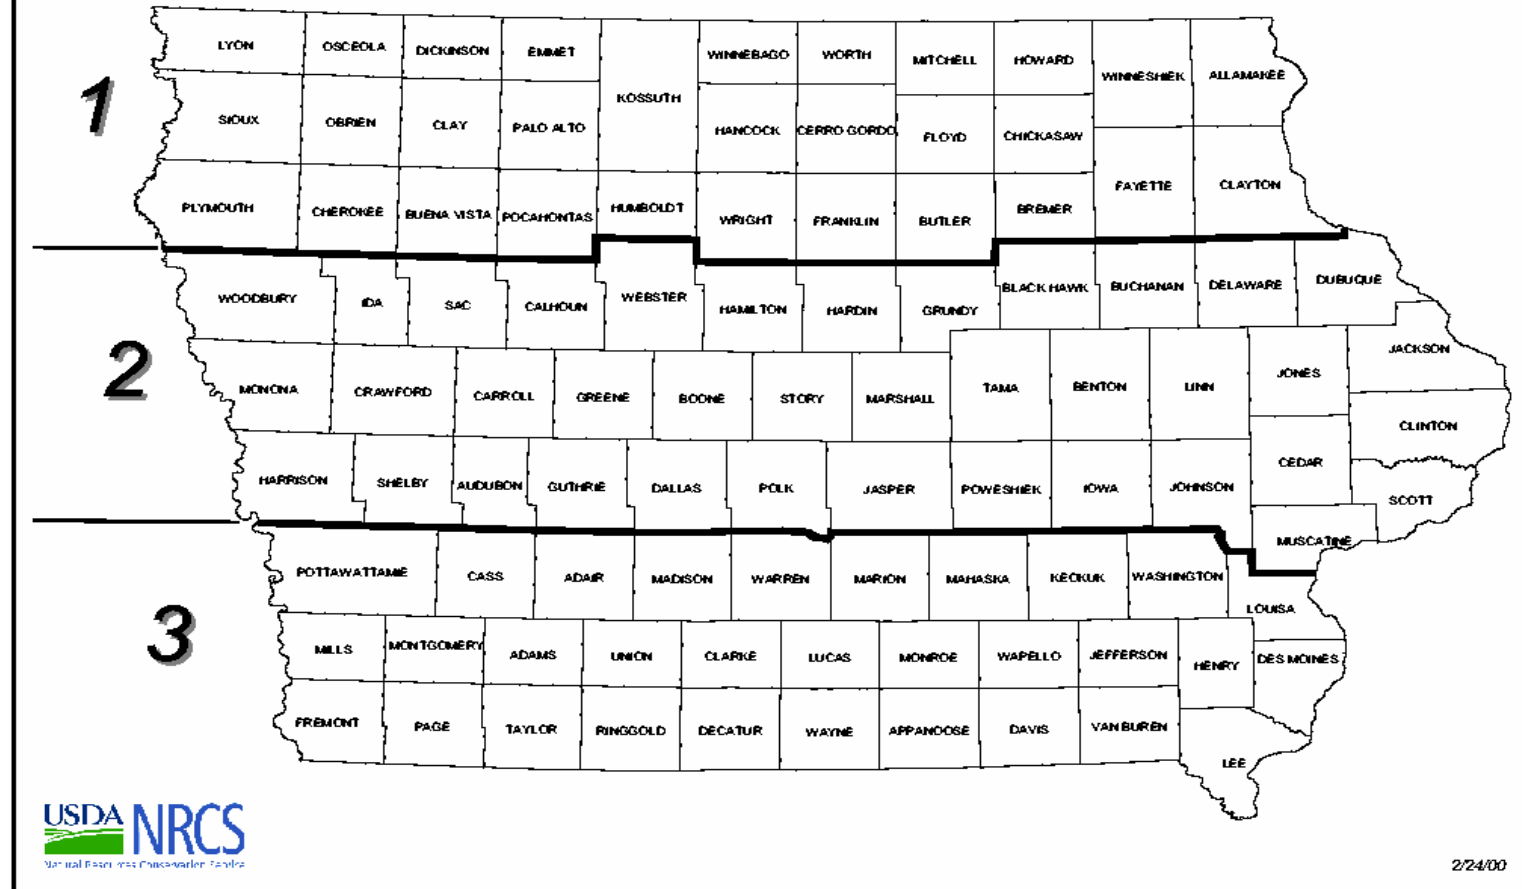 1
LYON OSCEOLA DICKINSON EMMET KOSSUTH WINNEBAGO WORTH MITCHELL HOWARD WINNESHIEK ALLAMAKEE
SIOUX OBRIEN CLAY PALO ALTO HANCOCK CERRO GORDO FLOYD CHICKASAW
PLYMOUTH CHEROKEE BUENA VISTA POCAHONTAS HUMBOLDT WRIGHT FRANKLIN BUTLER BREMER FAYETTE CLAYTON
2
WOODBURY IDA SAC CALHOUN WEBSTER HAMILTON HARDIN GRUNDY BLACK HAWK BUCHANAN DELAWARE DUBUQUE
MONONA CRAWFORD CARROLL GREENE BOONE STORY MARSHALL TAMA BENTON LINN JONES JACKSON
CLINTON
HARRISON SHELBY AUDUBON GUTHRIE DALLAS POLK JASPER POWESHIEK IOWA JOHNSON CEDAR SCOTT
MUSCATINE
3
POTTAWATTAMIE CASS ADAIR MADISON WARREN MARION MAHASKA KEOKUK WASHINGTON LOUISA
MILLS MONTGOMERY ADAMS UNION CLARKE LUCAS MONROE WAPELLO JEFFERSON HENRY DES MOINES
FREMONT PAGE TAYLOR RINGGOLD DECATUR WAYNE APPANOOSE DAVIS VAN BUREN LEE
USDA NRCS
Natural Resources Conservation Service
2/24/00